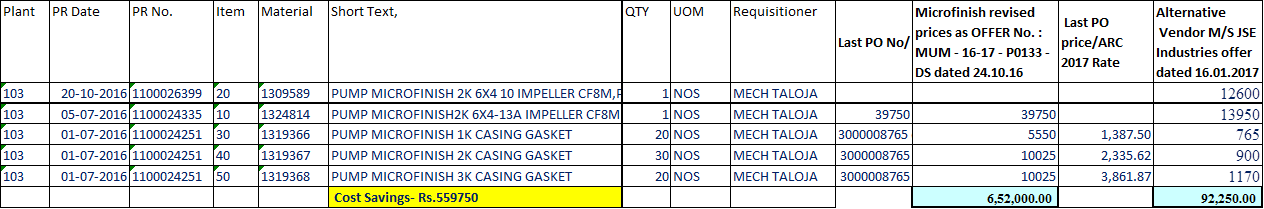 Plant PR Date PR No. Item Material Short Text, QTY UOM Requisitioner Last PO No/ Microfinish revised prices as OFFER No. : MUM - 16-17 - P0133 - DS dated 24.10.16 Last PO price/ARC 2017 Rate Alternative Vendor M/S JSE Industries offer dated 16.01.2017
103 20-10-2016 1100026399 20 1309589 PUMP MICROFINISH 2K 6X4 10 IMPELLER CF8M, 1 NOS MECH TALOJA 12600
103 05-07-2016 1100024335 10 1324814 PUMP MICROFINISH2K 6X4-13A IMPELLER CF8M 1 NOS MECH TALOJA 39750 39750 13950
103 01-07-2016 1100024251 30 1319366 PUMP MICROFINISH 1K CASING GASKET 20 NOS MECH TALOJA 3000008765 5550 1,387.50 765
103 01-07-2016 1100024251 40 1319367 PUMP MICROFINISH 2K CASING GASKET 30 NOS MECH TALOJA 3000008765 10025 2,335.62 900
103 01-07-2016 1100024251 50 1319368 PUMP MICROFINISH 3K CASING GASKET 20 NOS MECH TALOJA 3000008765 10025 3,861.87 1170
Cost Savings- Rs.559750 6,52,000.00 92,250.00